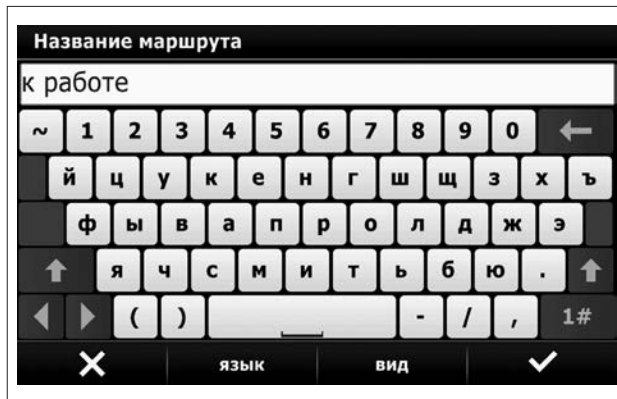 Название маршрута
к работе
~ 1 2 3 4 5 6 7 8 9 0
й ц у к е н г ш щ з х ъ
ф ы в а п р о л д ж э
я ч с м и т ь б ю .
( ) - / , 1#
язык вид